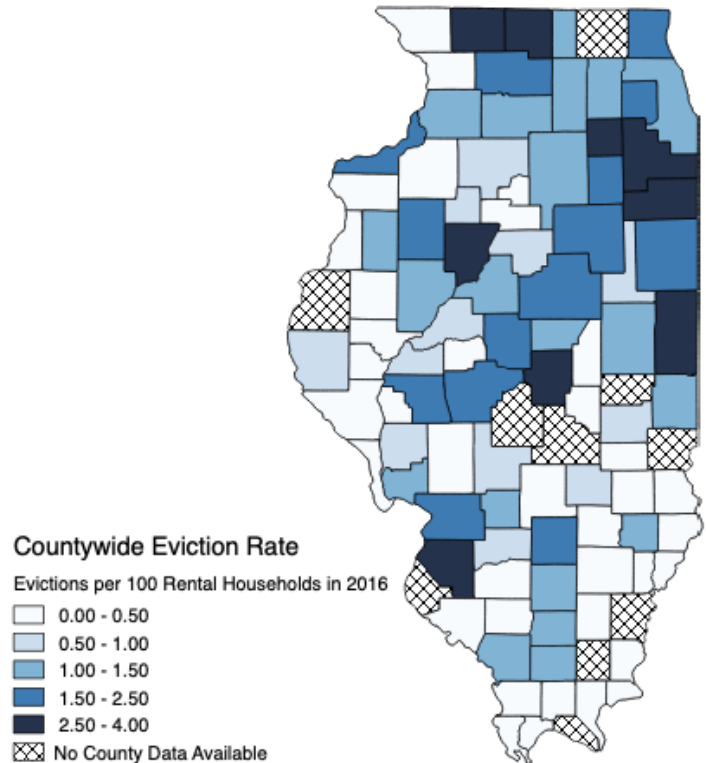 Countywide Eviction Rate
Evictions per 100 Rental Households in 2016
0.00 - 0.50
0.50 - 1.00
1.00 - 1.50
1.50 - 2.50
2.50 - 4.00
No County Data Available